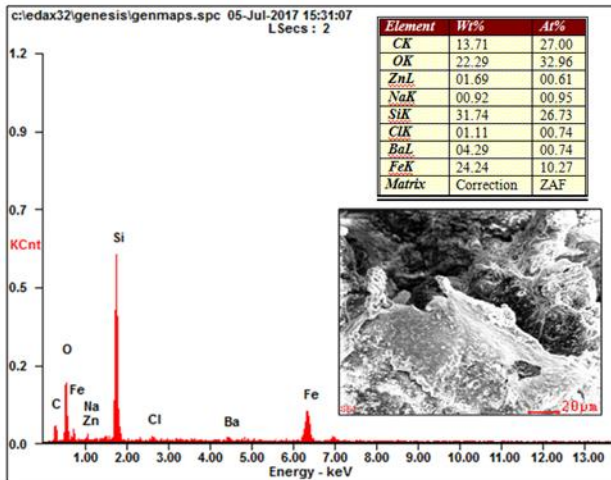 c:\edax32\genesis\genmaps.spc 05-Jul-2017 15:31:07
LSecs : 2
Element Wt% At%
CK 13.71 27.00
OK 22.29 32.96
ZnL 01.69 00.61
NaK 00.92 00.95
SiK 31.74 26.73
ClK 01.11 00.74
BaL 04.29 00.74
FeK 24.24 10.27
Matrix Correction ZAF
1.2
0.9
0.7
KCnt
0.5
0.2
0.0
Si
O
C
Fe
Na
Zn
Cl
Ba
Fe
20µm
1.00 2.00 3.00 4.00 5.00 6.00 7.00 8.00 9.00 10.00 11.00 12.00 13.00
Energy - keV